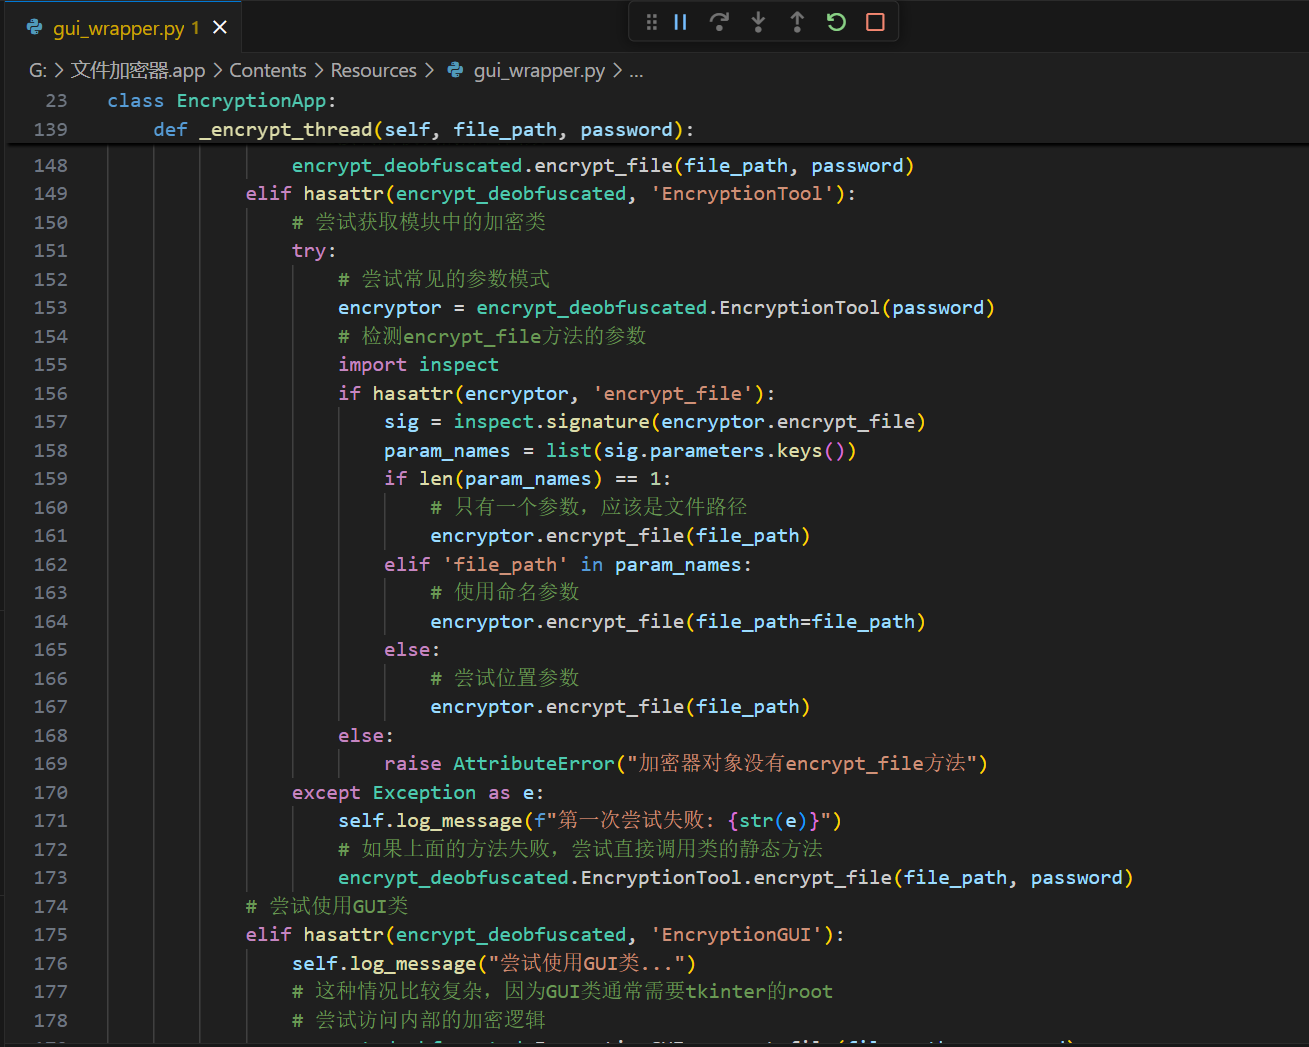 gui_wrapper.py 1
G: > 文件加密器.app > Contents > Resources > gui_wrapper.py > ...
23 class EncryptionApp:
139 def _encrypt_thread(self, file_path, password):
148 encrypt_deobfuscated.encrypt_file(file_path, password)
149 elif hasattr(encrypt_deobfuscated, 'EncryptionTool'):
150 # 尝试获取模块中的加密类
151 try:
152 # 尝试常见的参数模式
153 encryptor = encrypt_deobfuscated.EncryptionTool(password)
154 # 检测encrypt_file方法的参数
155 import inspect
156 if hasattr(encryptor, 'encrypt_file'):
157 sig = inspect.signature(encryptor.encrypt_file)
158 param_names = list(sig.parameters.keys())
159 if len(param_names) == 1:
160 # 只有一个参数，应该是文件路径
161 encryptor.encrypt_file(file_path)
162 elif 'file_path' in param_names:
163 # 使用命名参数
164 encryptor.encrypt_file(file_path=file_path)
165 else:
166 # 尝试位置参数
167 encryptor.encrypt_file(file_path)
168 else:
169 raise AttributeError("加密器对象没有encrypt_file方法")
170 except Exception as e:
171 self.log_message(f"第一次尝试失败: {str(e)}")
172 # 如果上面的方法失败，尝试直接调用类的静态方法
173 encrypt_deobfuscated.EncryptionTool.encrypt_file(file_path, password)
174 # 尝试使用GUI类
175 elif hasattr(encrypt_deobfuscated, 'EncryptionGUI'):
176 self.log_message("尝试使用GUI类...")
177 # 这种情况比较复杂，因为GUI类通常需要tkinter的root
178 # 尝试访问内部的加密逻辑